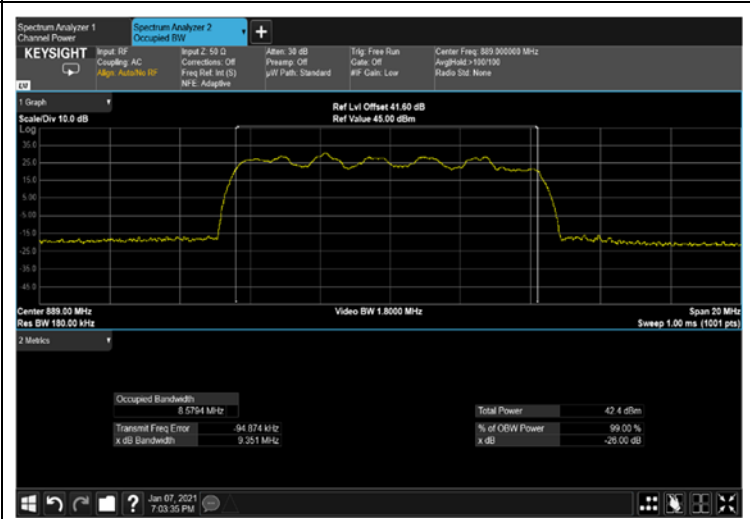 Spectrum Analyzer 1
Channel Power
Spectrum Analyzer 2
Occupied BW
KEYSIGHT
Input: RF
Coupling: AC
Align: Auto/No RF
Input Z: 50 Ω
Corrections: Off
Freq Ref: Int (S)
NFE: Adaptive
Atten: 30 dB
Preamp: Off
µW Path: Standard
Trig: Free Run
Gate: Off
#IF Gain: Low
Center Freq: 889.000000 MHz
Avg|Hold:>100/100
Radio Std: None
1 Graph
Scale/Div 10.0 dB
Ref Lvl Offset 41.60 dB
Ref Value 45.00 dBm
Log
35.0
25.0
15.0
5.00
-5.00
-15.0
-25.0
-35.0
-45.0
Center 889.00 MHz
Res BW 180.00 kHz
Video BW 1.8000 MHz
Span 20 MHz
Sweep 1.00 ms (1001 pts)
2 Metrics
Occupied Bandwidth
8.5794 MHz
Transmit Freq Error -94.874 kHz
x dB Bandwidth 9.351 MHz
Total Power 42.4 dBm
% of OBW Power 99.00 %
x dB -26.00 dB
?
Jan 07, 2021
7:03:35 PM